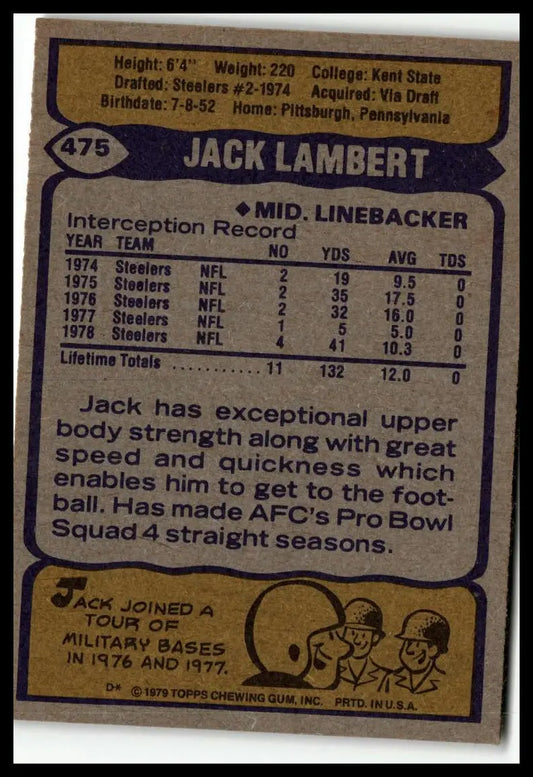 Height: 6'4" Weight: 220 College: Kent State
Drafted: Steelers #2-1974 Acquired: Via Draft
Birthdate: 7-8-52 Home: Pittsburgh, Pennsylvania
475 JACK LAMBERT
◆MID. LINEBACKER
Interception Record
YEAR TEAM NO YDS AVG TDS
1974 Steelers NFL 2 19 9.5 0
1975 Steelers NFL 2 35 17.5 0
1976 Steelers NFL 2 32 16.0 0
1977 Steelers NFL 1 5 5.0 0
1978 Steelers NFL 4 41 10.3 0
Lifetime Totals ........... 11 132 12.0 0
Jack has exceptional upper
body strength along with great
speed and quickness which
enables him to get to the foot-
ball. Has made AFC's Pro Bowl
Squad 4 straight seasons.
JACK JOINED A
TOUR OF
MILITARY BASES
IN 1976 AND 1977.
D* ©1979 TOPPS CHEWING GUM, INC. PRTD. IN U.S.A.